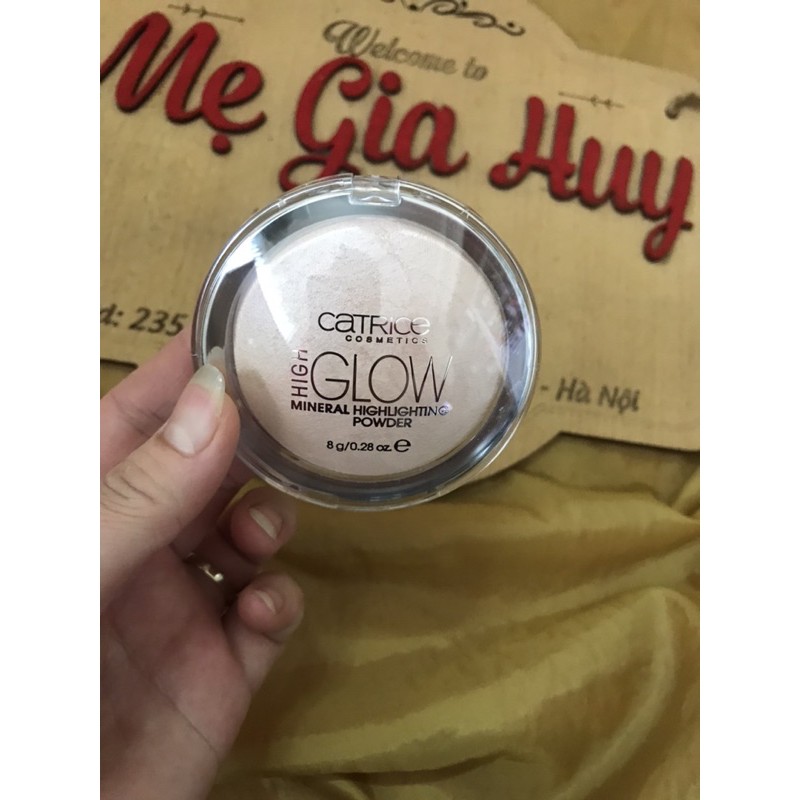 Welcome to
Mẹ Gia Huy
d: 235
- Hà Nội
CATRICE
COSMETICS
HIGH
GLOW
MINERAL HIGHLIGHTING
POWDER
8 g/0.28 oz. e